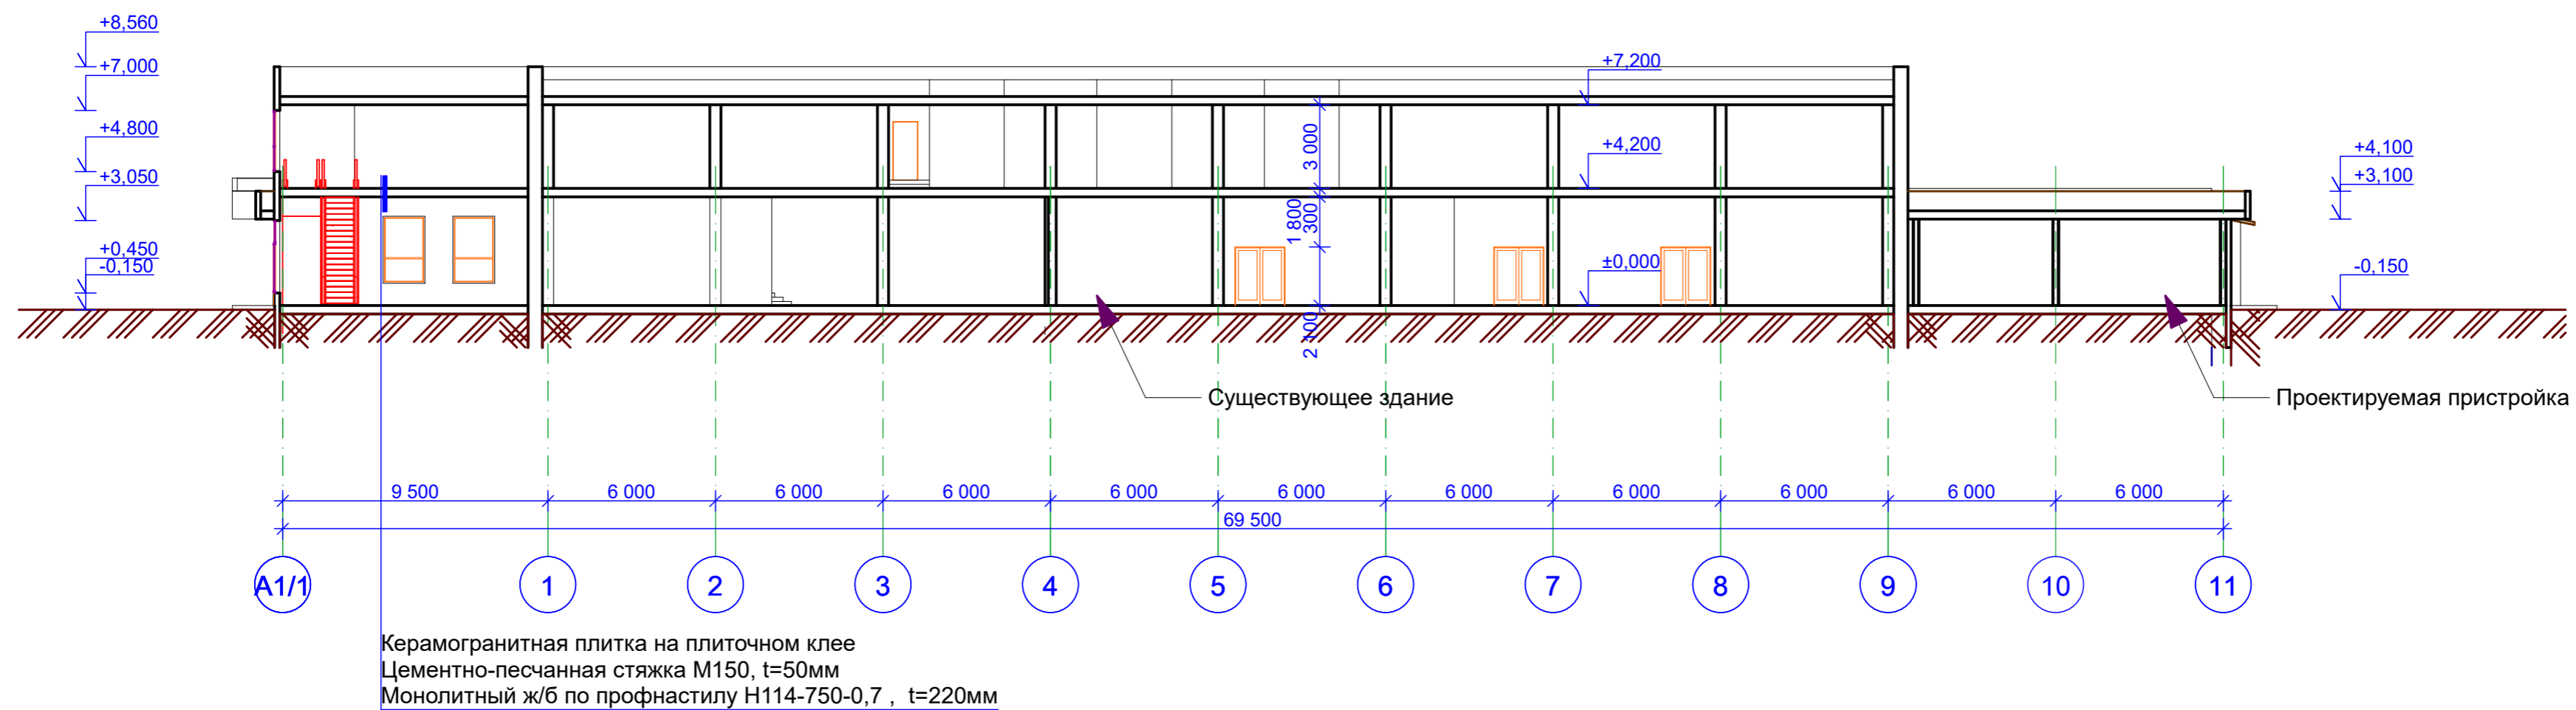 +8,560
+7,000
+4,800
+3,050
+0,450
-0,150
+7,200
+4,200
±0,000
3 000
300
1 800
2 100
+4,100
+3,100
-0,150
Существующее здание
Проектируемая пристройка
9 500 6 000 6 000 6 000 6 000 6 000 6 000 6 000 6 000 6 000 6 000
69 500
А1/1 1 2 3 4 5 6 7 8 9 10 11
Керамогранитная плитка на плиточном клее
Цементно-песчанная стяжка М150, t=50мм
Монолитный ж/б по профнастилу Н114-750-0,7 , t=220мм